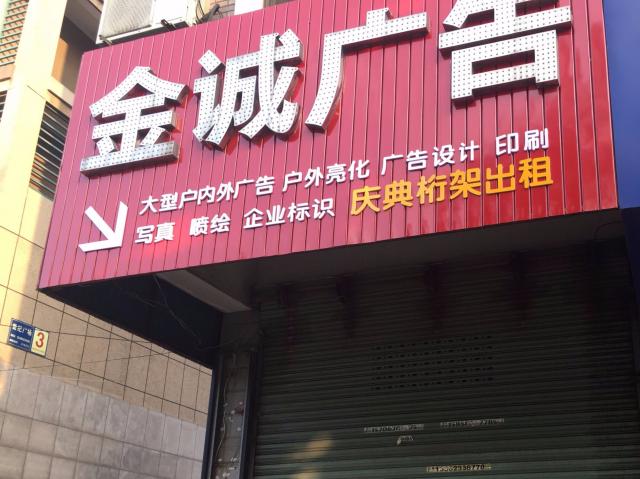 金诚广告
大型户内外广告 户外亮化 广告设计 印刷
写真 喷绘 企业标识 庆典桁架出租
3